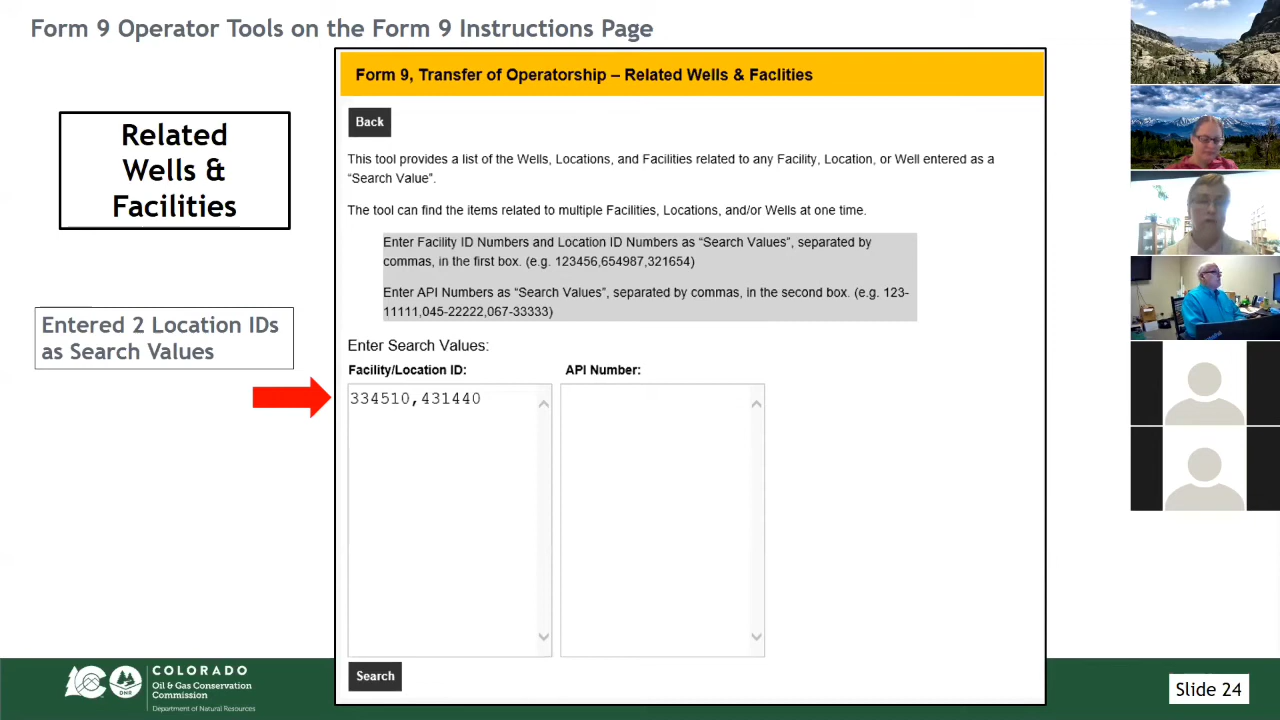 Form 9 Operator Tools on the Form 9 Instructions Page
Related
Wells &
Facilities
Entered 2 Location IDs
as Search Values
Form 9, Transfer of Operatorship – Related Wells & Faclities
Back
This tool provides a list of the Wells, Locations, and Facilities related to any Facility, Location, or Well entered as a
“Search Value”.
The tool can find the items related to multiple Facilities, Locations, and/or Wells at one time.
Enter Facility ID Numbers and Location ID Numbers as “Search Values”, separated by
commas, in the first box. (e.g. 123456,654987,321654)
Enter API Numbers as “Search Values”, separated by commas, in the second box. (e.g. 123-
11111,045-22222,067-33333)
Enter Search Values:
Facility/Location ID:
API Number:
334510,431440
Search
COLORADO
Oil & Gas Conservation
Commission
Department of Natural Resources
DNR
Slide 24